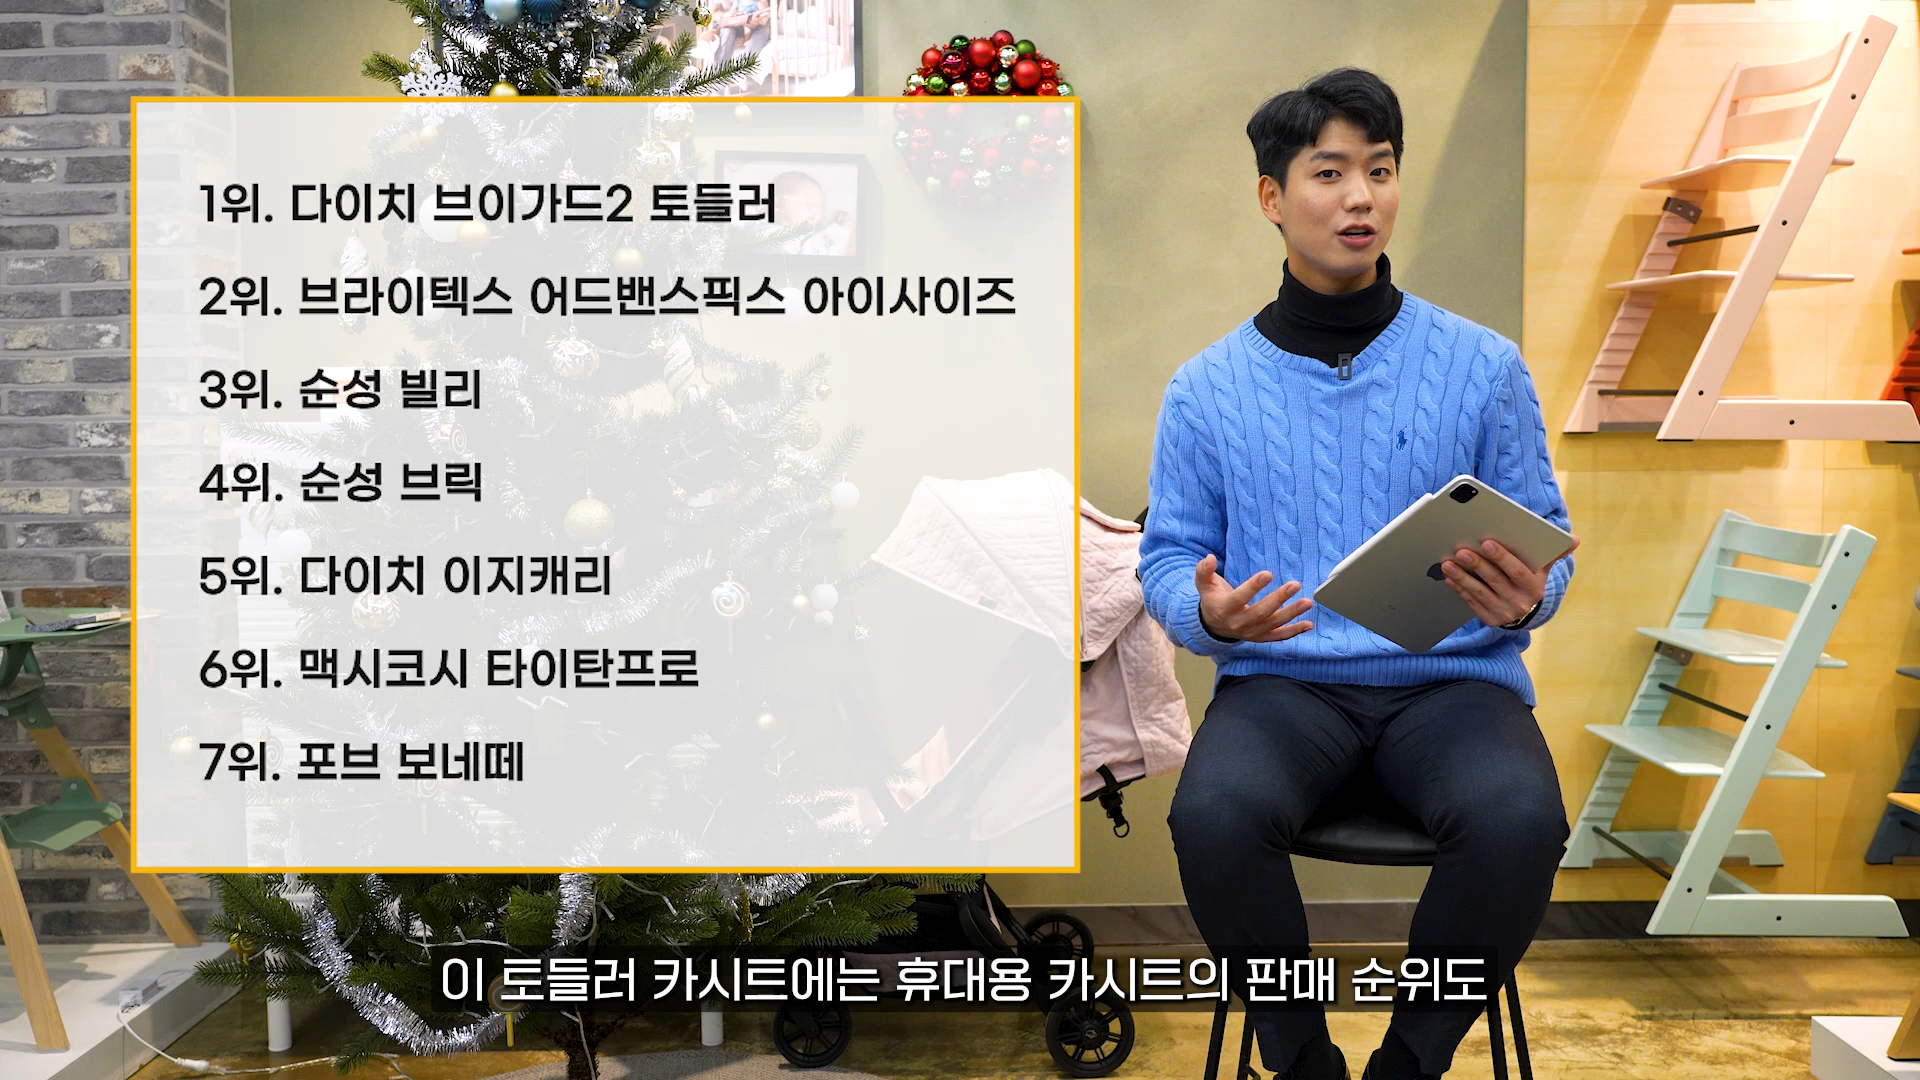 1위. 다이치 브이가드2 토들러
2위. 브라이텍스 어드밴스픽스 아이사이즈
3위. 순성 빌리
4위. 순성 브릭
5위. 다이치 이지캐리
6위. 맥시코시 타이탄프로
7위. 포브 보네떼
이 토들러 카시트에는 휴대용 카시트의 판매 순위도